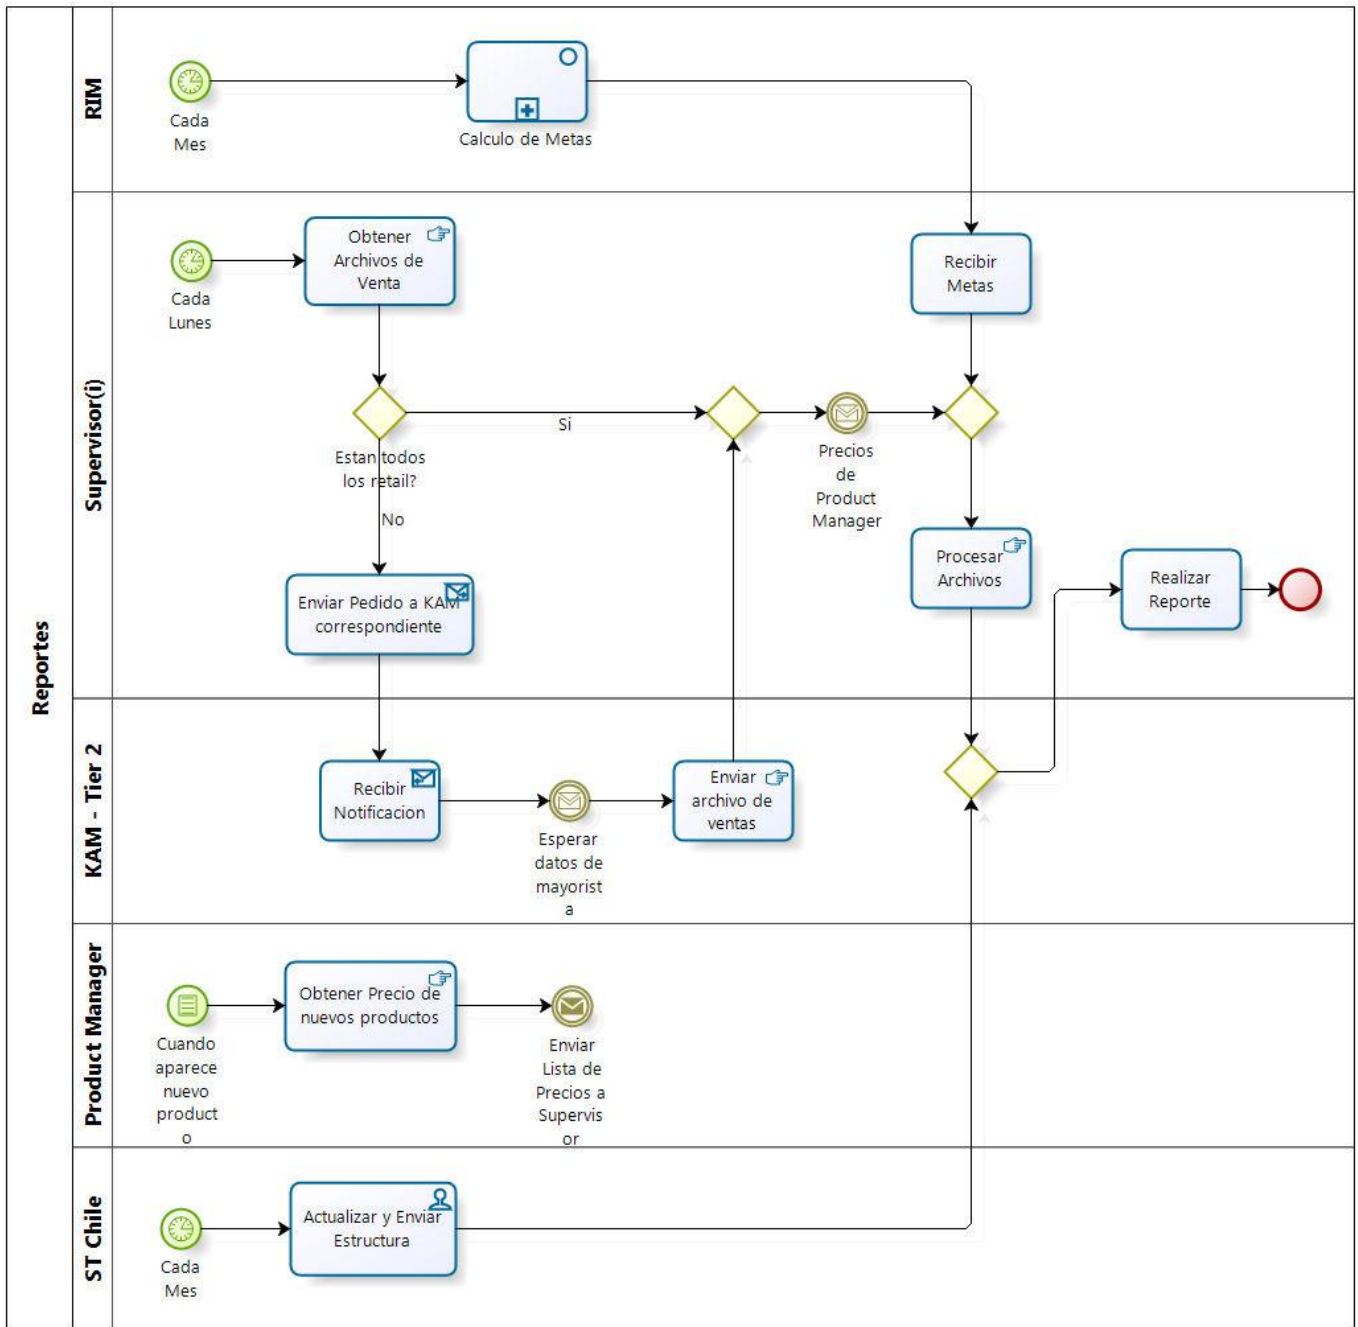 Reportes
RIM
Cada
Mes
Calculo de Metas
Supervisor(i)
Cada
Lunes
Obtener
Archivos de
Venta
Estan todos
los retail?
Si
No
Enviar Pedido a KAM
correspondiente
Precios
de
Product
Manager
Recibir
Metas
Procesar
Archivos
Realizar
Reporte
KAM - Tier 2
Recibir
Notificacion
Esperar
datos de
mayorist
a
Enviar
archivo de
ventas
Product Manager
Cuando
aparece
nuevo
product
o
Obtener Precio de
nuevos productos
Enviar
Lista de
Precios a
Supervis
or
ST Chile
Cada
Mes
Actualizar y Enviar
Estructura